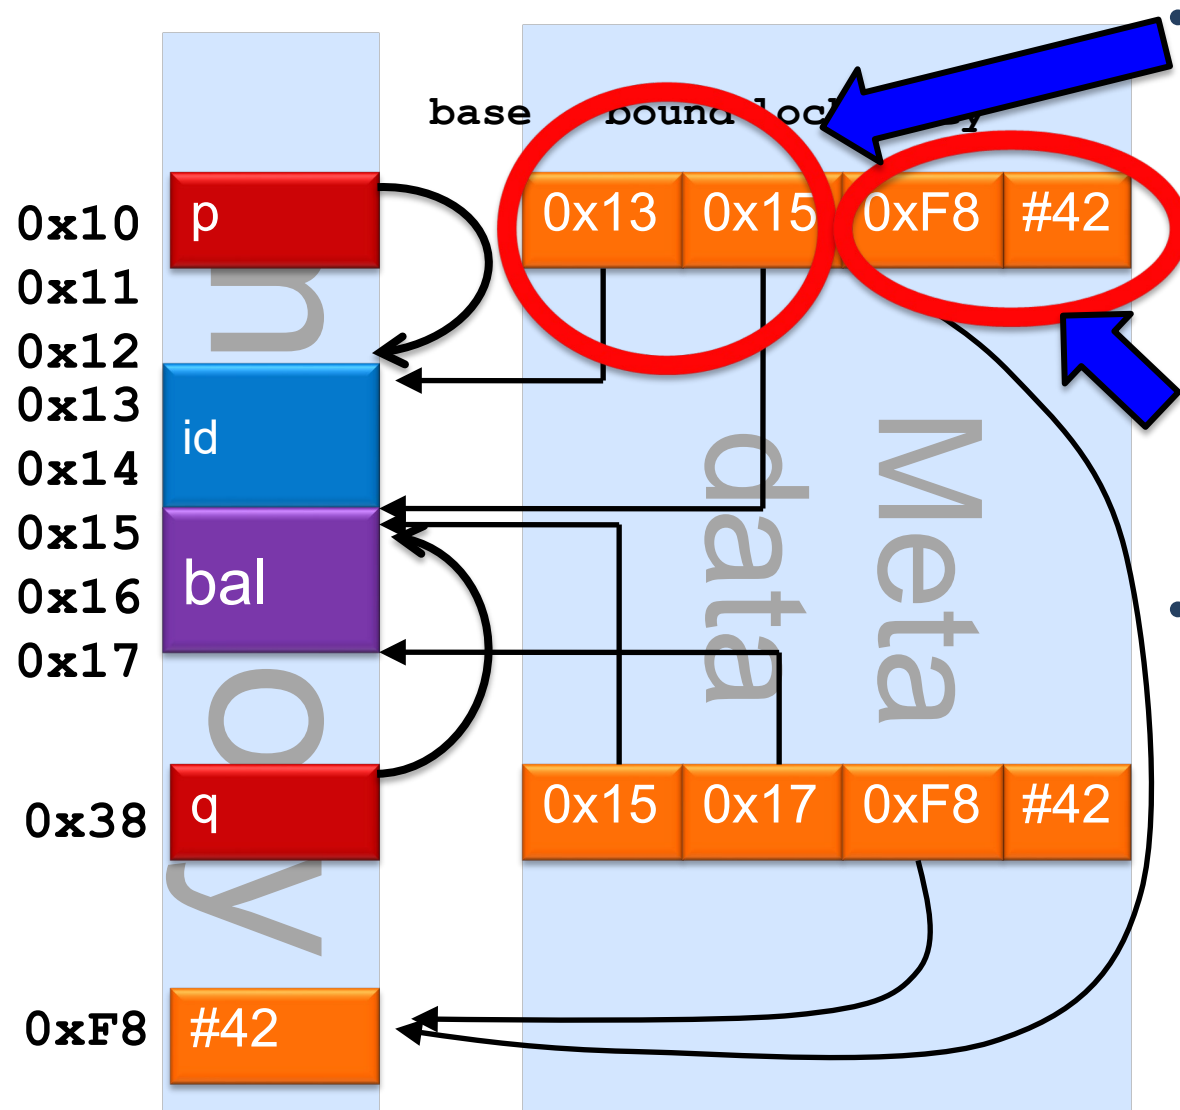 base bound
0x10 p 0x13 0x15 0xF8 #42
0x11
0x12
0x13
id
0x14
0x15
bal
0x16
0x17
Meta
data
0x38 q 0x15 0x17 0xF8 #42
0xF8 #42